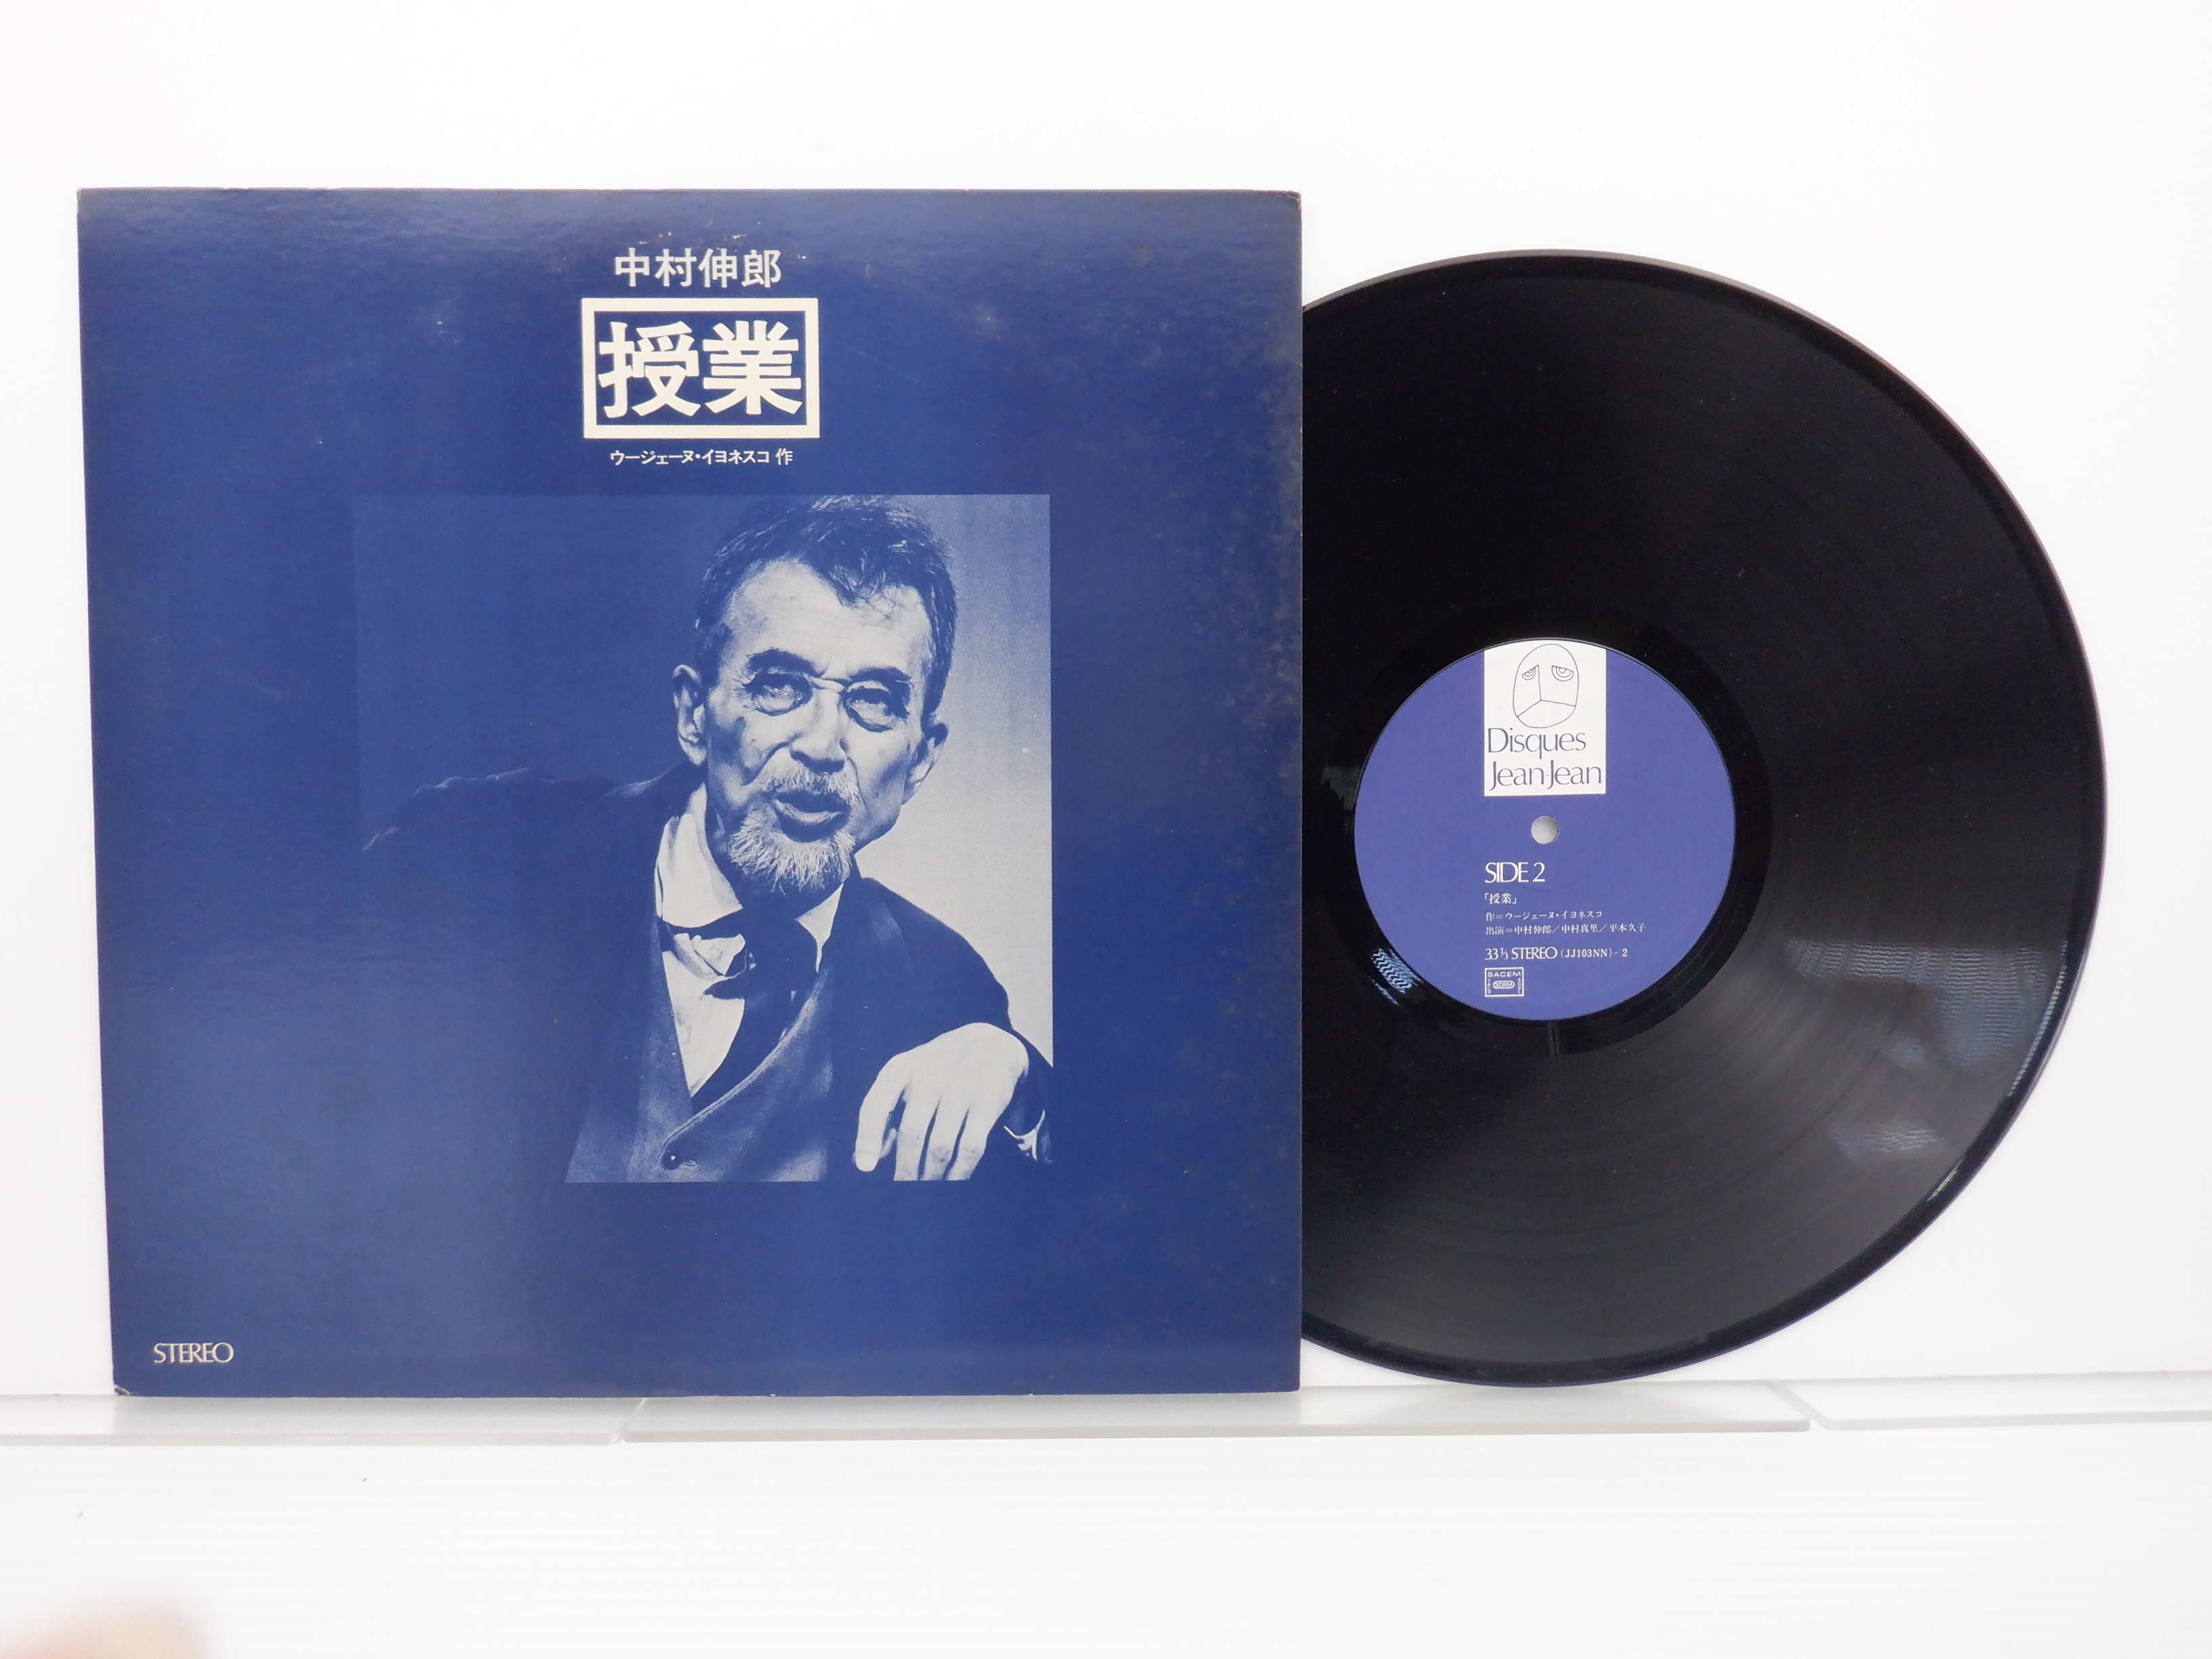 中村伸郎
授業
ウージェーヌ・イヨネスコ 作
STEREO
Disques
Jean-Jean
SIDE 2
「授業」
作=ウージェーヌ・イヨネスコ
出演=中村伸郎/中村真里/平木久子
33⅓ STEREO (JJ103NN)-2
SACEM